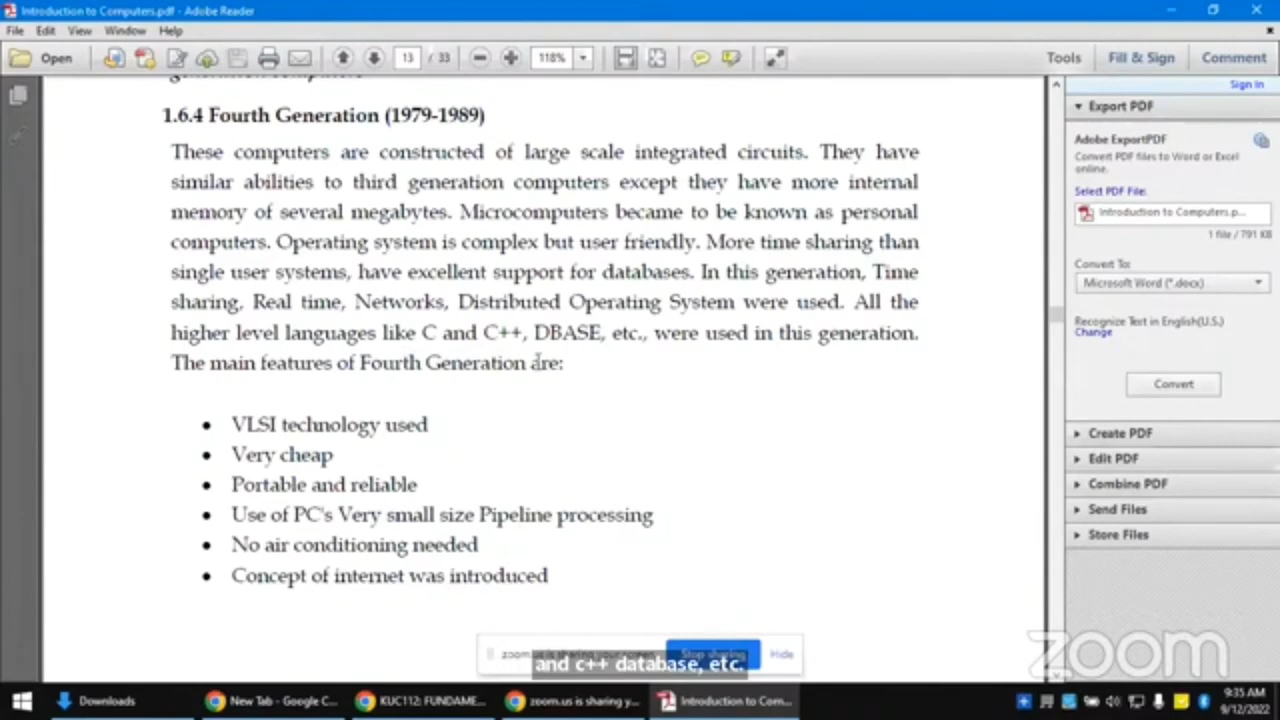 Introduction to Computers.pdf - Adobe Reader
File Edit View Window Help
Open 13 / 33 118% Tools Fill & Sign Comment
1.6.4 Fourth Generation (1979-1989)
These computers are constructed of large scale integrated circuits. They have
similar abilities to third generation computers except they have more internal
memory of several megabytes. Microcomputers became to be known as personal
computers. Operating system is complex but user friendly. More time sharing than
single user systems, have excellent support for databases. In this generation, Time
sharing, Real time, Networks, Distributed Operating System were used. All the
higher level languages like C and C++, DBASE, etc., were used in this generation.
The main features of Fourth Generation are:
• VLSI technology used
• Very cheap
• Portable and reliable
• Use of PC's Very small size Pipeline processing
• No air conditioning needed
• Concept of internet was introduced
Sign In
Export PDF
Adobe ExportPDF
Convert PDF files to Word or Excel
online.
Select PDF File:
Introduction to Computers.p...
1 file / 791 KB
Convert To:
Microsoft Word (*.docx)
Recognize Text in English(U.S.)
Change
Convert
Create PDF
Edit PDF
Combine PDF
Send Files
Store Files
zoom.us is sharing your screen. Stop sharing Hide
and c++ database, etc.
zoom
Downloads New Tab - Google C... KUC112: FUNDAME... zoom.us is sharing y... Introduction to Com...
9:35 AM
9/12/2022